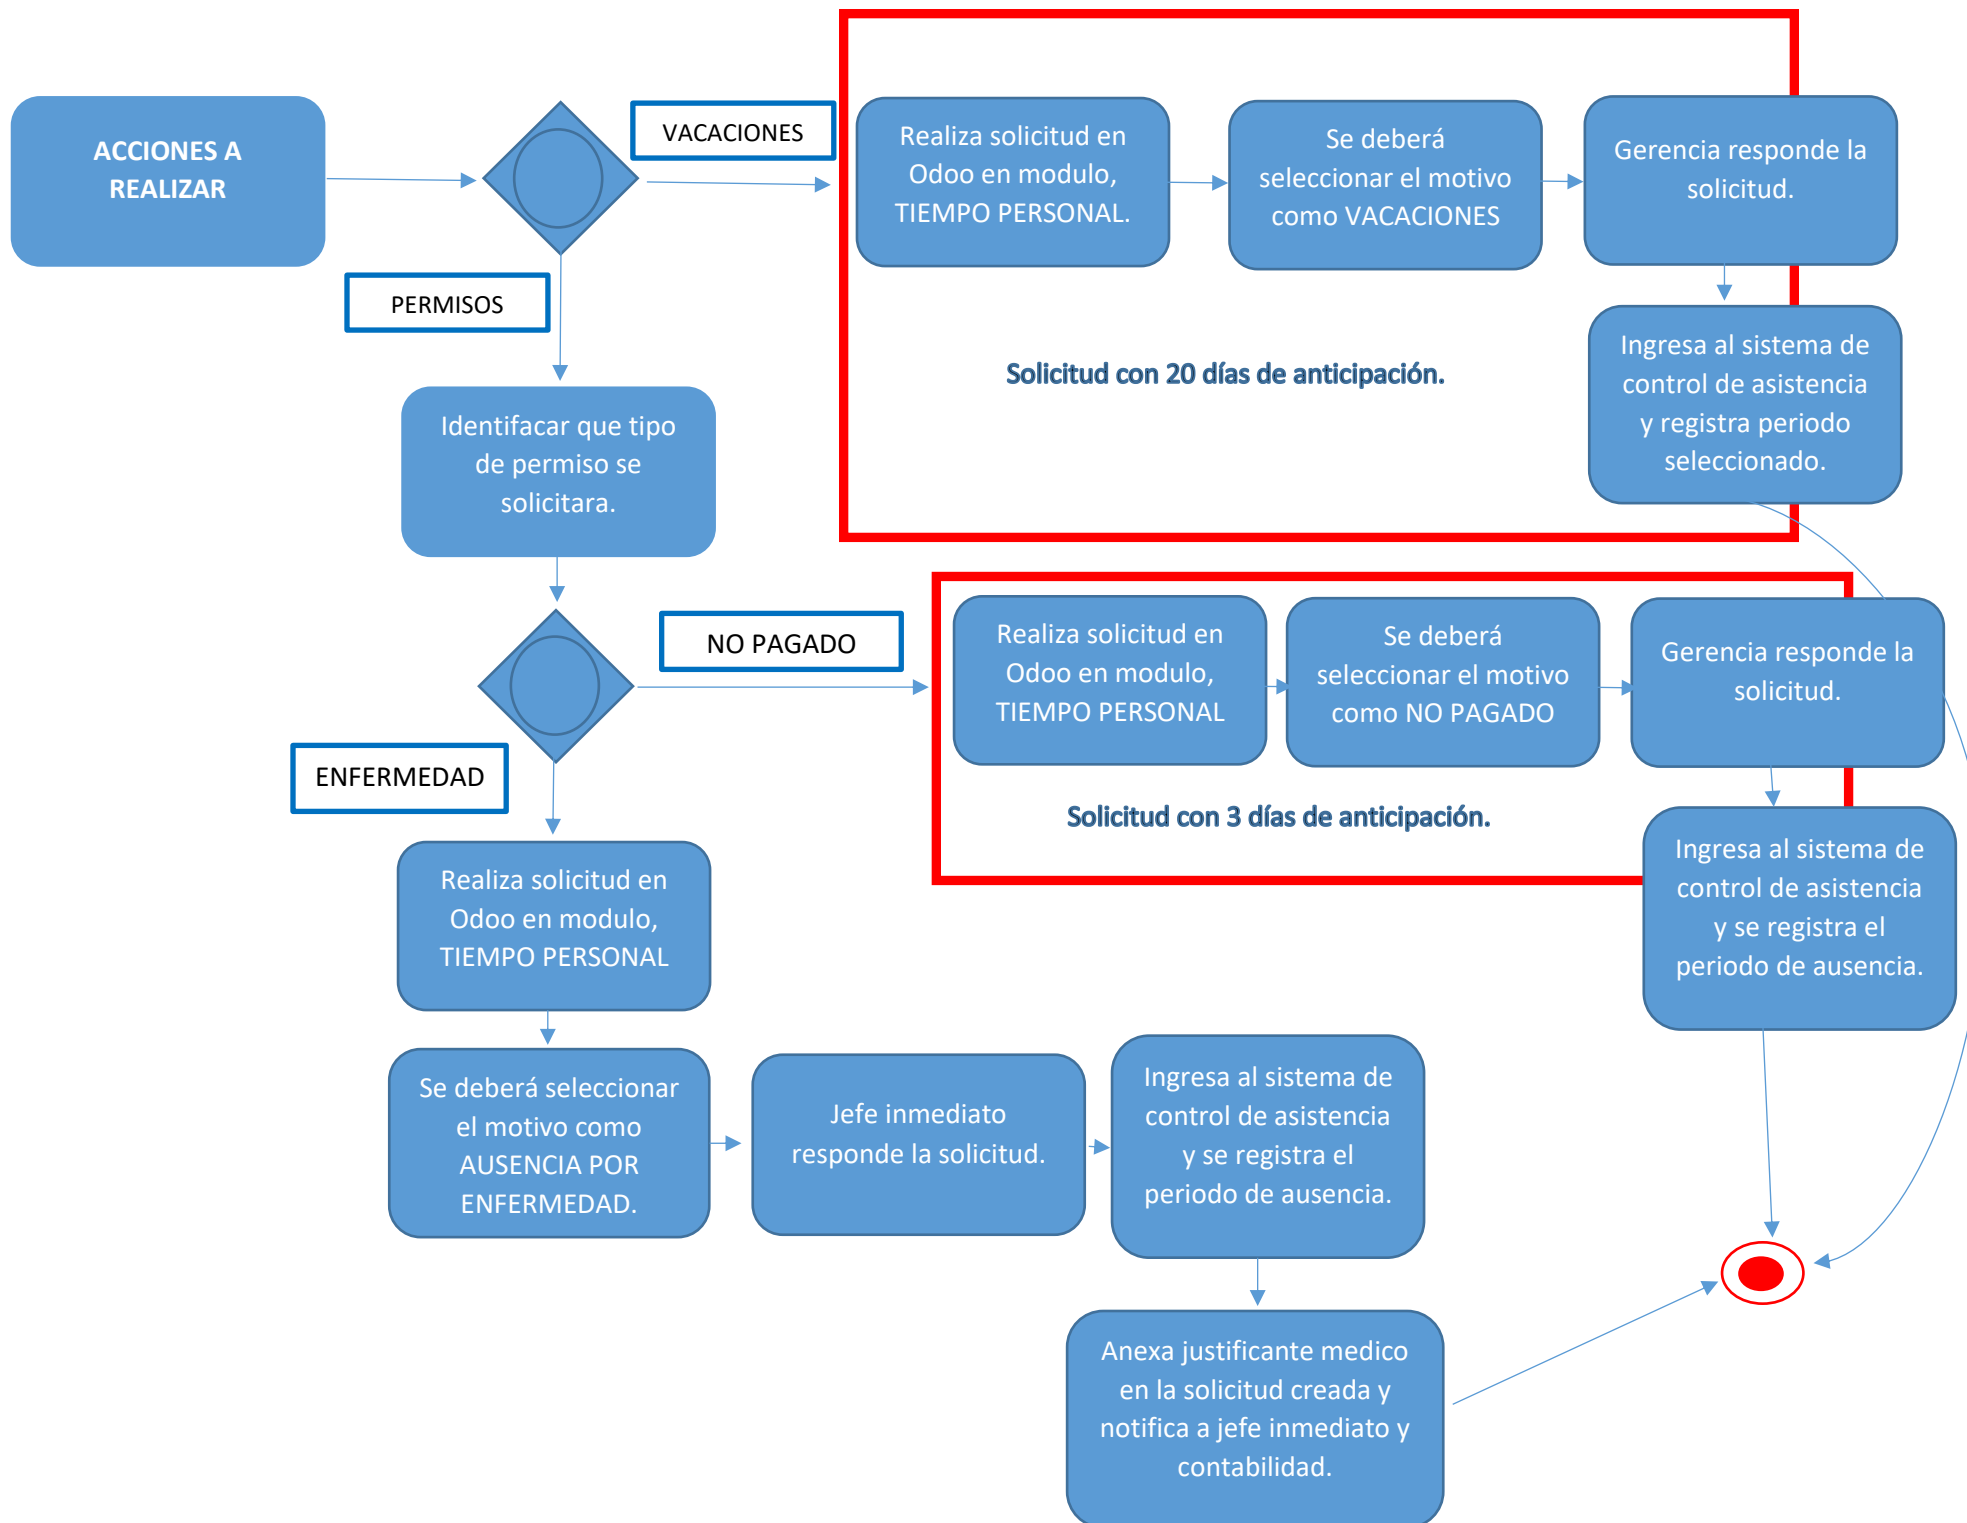 ACCIONES A
REALIZAR
VACACIONES
Realiza solicitud en
Odoo en modulo,
TIEMPO PERSONAL.
Se deberá
seleccionar el motivo
como VACACIONES
Gerencia responde la
solicitud.
PERMISOS
Ingresa al sistema de
control de asistencia
y registra periodo
seleccionado.
Solicitud con 20 días de anticipación.
Identifacar que tipo
de permiso se
solicitara.
NO PAGADO
Realiza solicitud en
Odoo en modulo,
TIEMPO PERSONAL
Se deberá
seleccionar el motivo
como NO PAGADO
Gerencia responde la
solicitud.
ENFERMEDAD
Solicitud con 3 días de anticipación.
Ingresa al sistema de
control de asistencia
y se registra el
periodo de ausencia.
Realiza solicitud en
Odoo en modulo,
TIEMPO PERSONAL
Se deberá seleccionar
el motivo como
AUSENCIA POR
ENFERMEDAD.
Jefe inmediato
responde la solicitud.
Ingresa al sistema de
control de asistencia
y se registra el
periodo de ausencia.
Anexa justificante medico
en la solicitud creada y
notifica a jefe inmediato y
contabilidad.